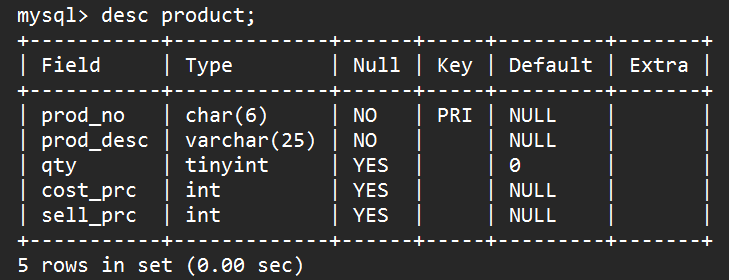 mysql> desc product;
+-----------+-------------+------+-----+---------+-------+
| Field     | Type        | Null | Key | Default | Extra |
+-----------+-------------+------+-----+---------+-------+
| prod_no   | char(6)     | NO   | PRI | NULL    |       |
| prod_desc | varchar(25) | NO   |     | NULL    |       |
| qty       | tinyint     | YES  |     | 0       |       |
| cost_prc  | int         | YES  |     | NULL    |       |
| sell_prc  | int         | YES  |     | NULL    |       |
+-----------+-------------+------+-----+---------+-------+
5 rows in set (0.00 sec)